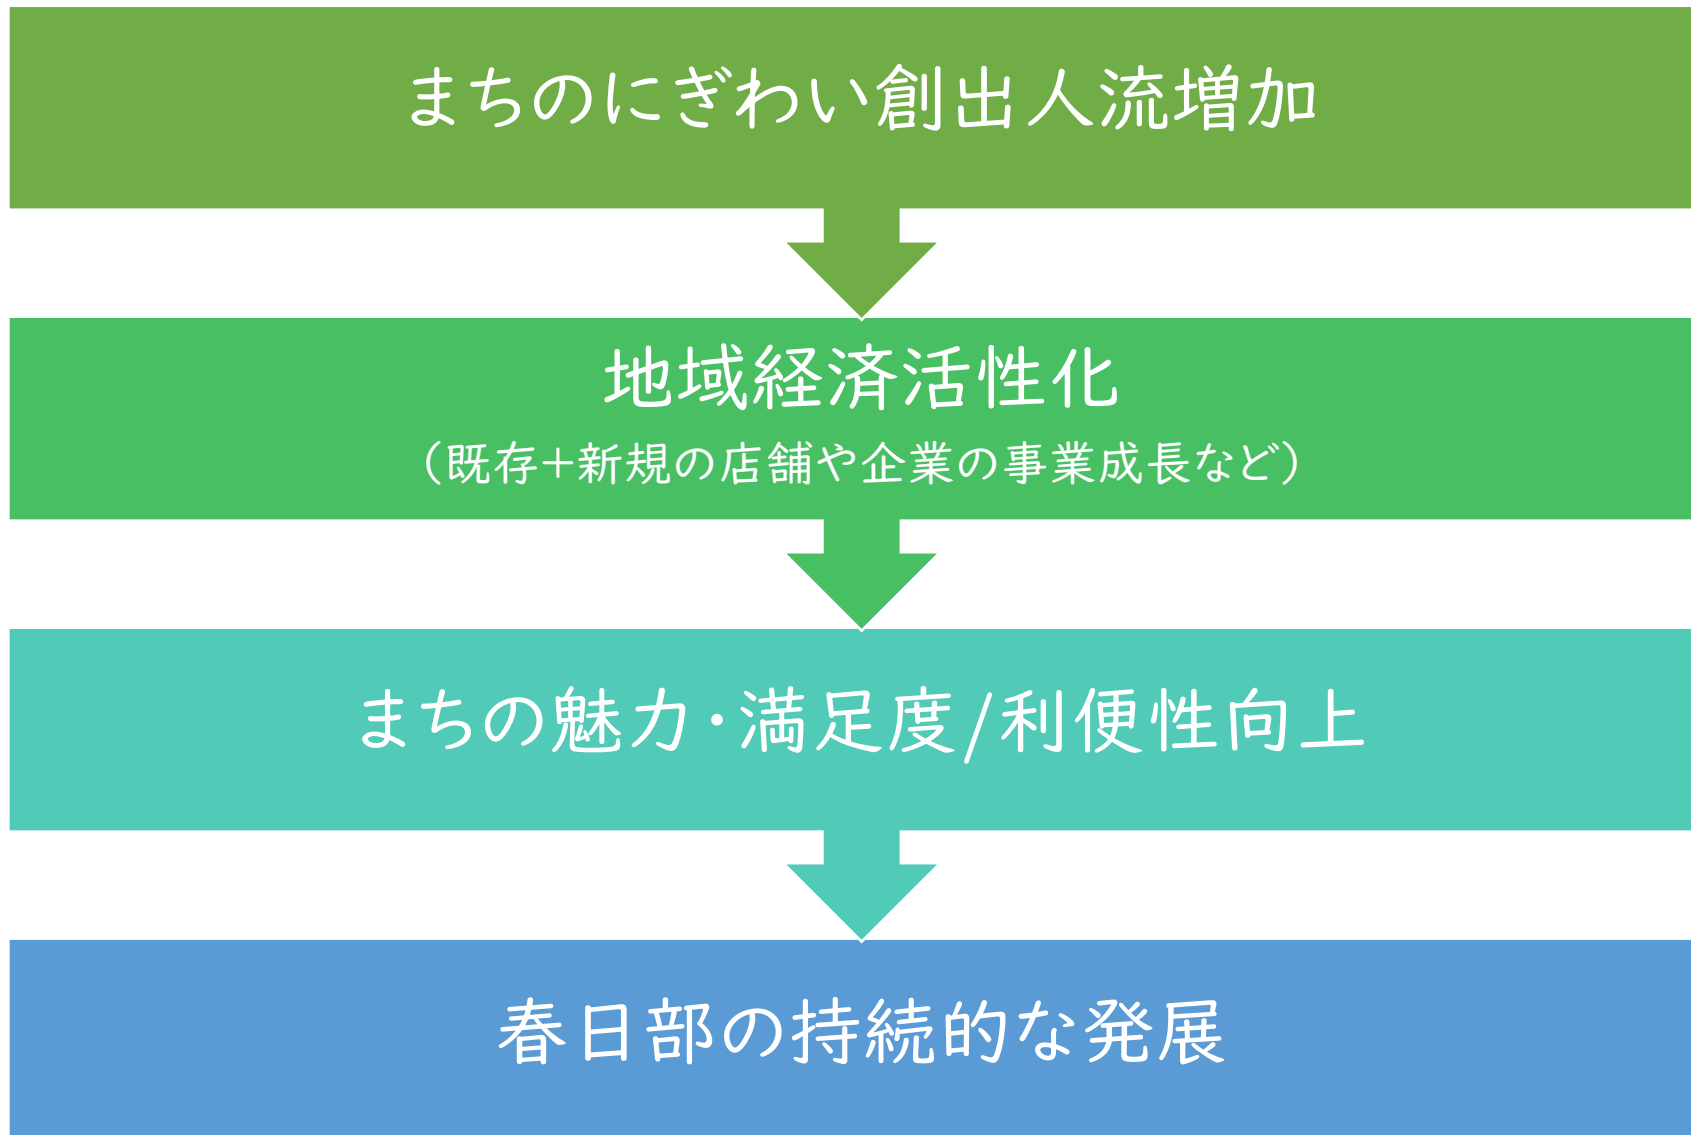 まちのにぎわい創出人流増加
地域経済活性化
（既存＋新規の店舗や企業の事業成長など）
まちの魅力・満足度/利便性向上
春日部の持続的な発展